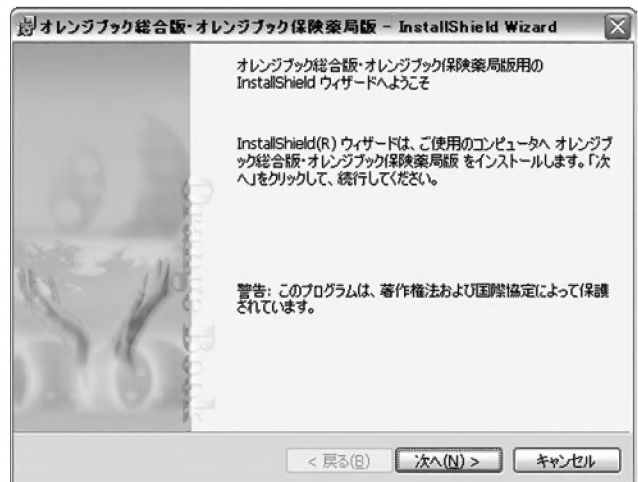 オレンジブック総合版・オレンジブック保険薬局版 - InstallShield Wizard
オレンジブック総合版・オレンジブック保険薬局版用の
InstallShield ウィザードへようこそ
InstallShield(R) ウィザードは、ご使用のコンピュータへ オレンジブ
ック総合版・オレンジブック保険薬局版 をインストールします。「次
へ」をクリックして、続行してください。
Orange Book
警告: このプログラムは、著作権法および国際協定によって保護
されています。
< 戻る(B)
次へ(N) >
キャンセル